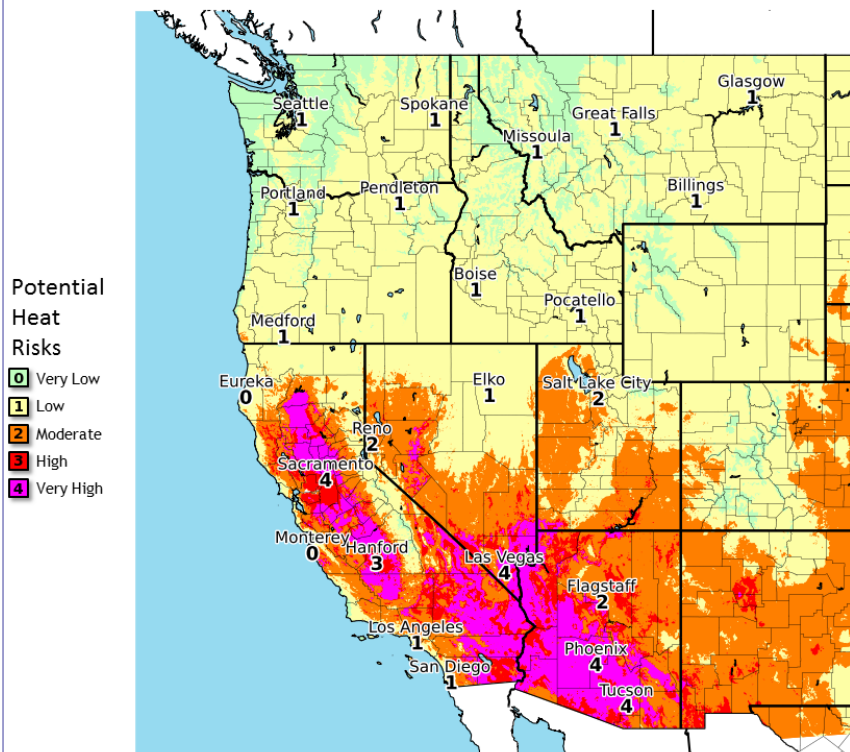 Seattle
1
Spokane
1
Glasgow
1
Great Falls
1
Missoula
1
Portland
1
Pendleton
1
Billings
1
Boise
1
Pocatello
1
Medford
1
Potential
Heat
Risks
0 Very Low
1 Low
2 Moderate
3 High
4 Very High
Eureka
0
Elko
1
Salt Lake City
2
Reno
2
Sacramento
4
Monterey
0
Hanford
3
Las Vegas
4
Flagstaff
2
Los Angeles
1
San Diego
1
Phoenix
4
Tucson
4